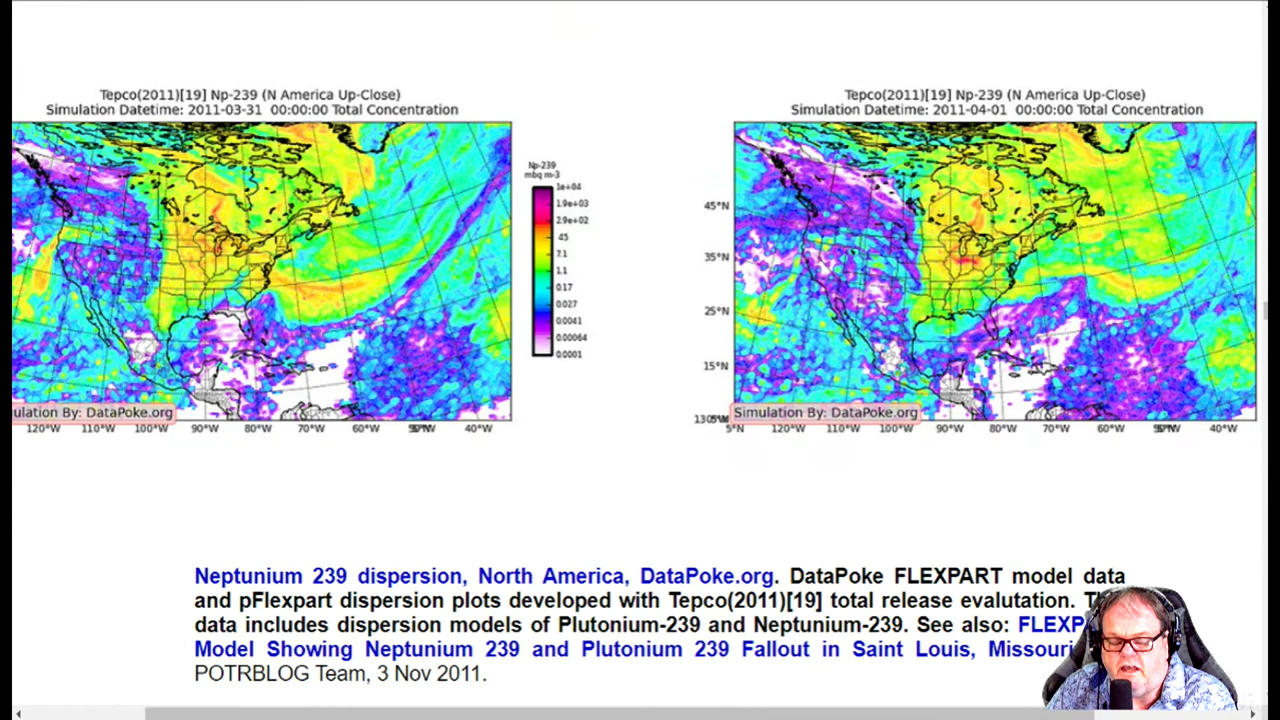 Tepco(2011)[19] Np-239 (N America Up-Close)
Simulation Datetime: 2011-03-31 00:00:00 Total Concentration
Np-239
mbq m-3
1e+04
1.9e+03
2.9e+02
45
7.1
1.1
0.17
0.027
0.0041
0.00064
0.0001
ulation By: DataPoke.org
120°W 110°W 100°W 90°W 80°W 70°W 60°W 40°W
Tepco(2011)[19] Np-239 (N America Up-Close)
Simulation Datetime: 2011-04-01 00:00:00 Total Concentration
45°N
35°N
25°N
15°N
Simulation By: DataPoke.org
5°N 120°W 110°W 100°W 90°W 80°W 70°W 60°W 40°W
Neptunium 239 dispersion, North America, DataPoke.org. DataPoke FLEXPART model data
and pFlexpart dispersion plots developed with Tepco(2011)[19] total release evalutation.
data includes dispersion models of Plutonium-239 and Neptunium-239. See also: FLEXP
Model Showing Neptunium 239 and Plutonium 239 Fallout in Saint Louis, Missouri
POTRBLOG Team, 3 Nov 2011.